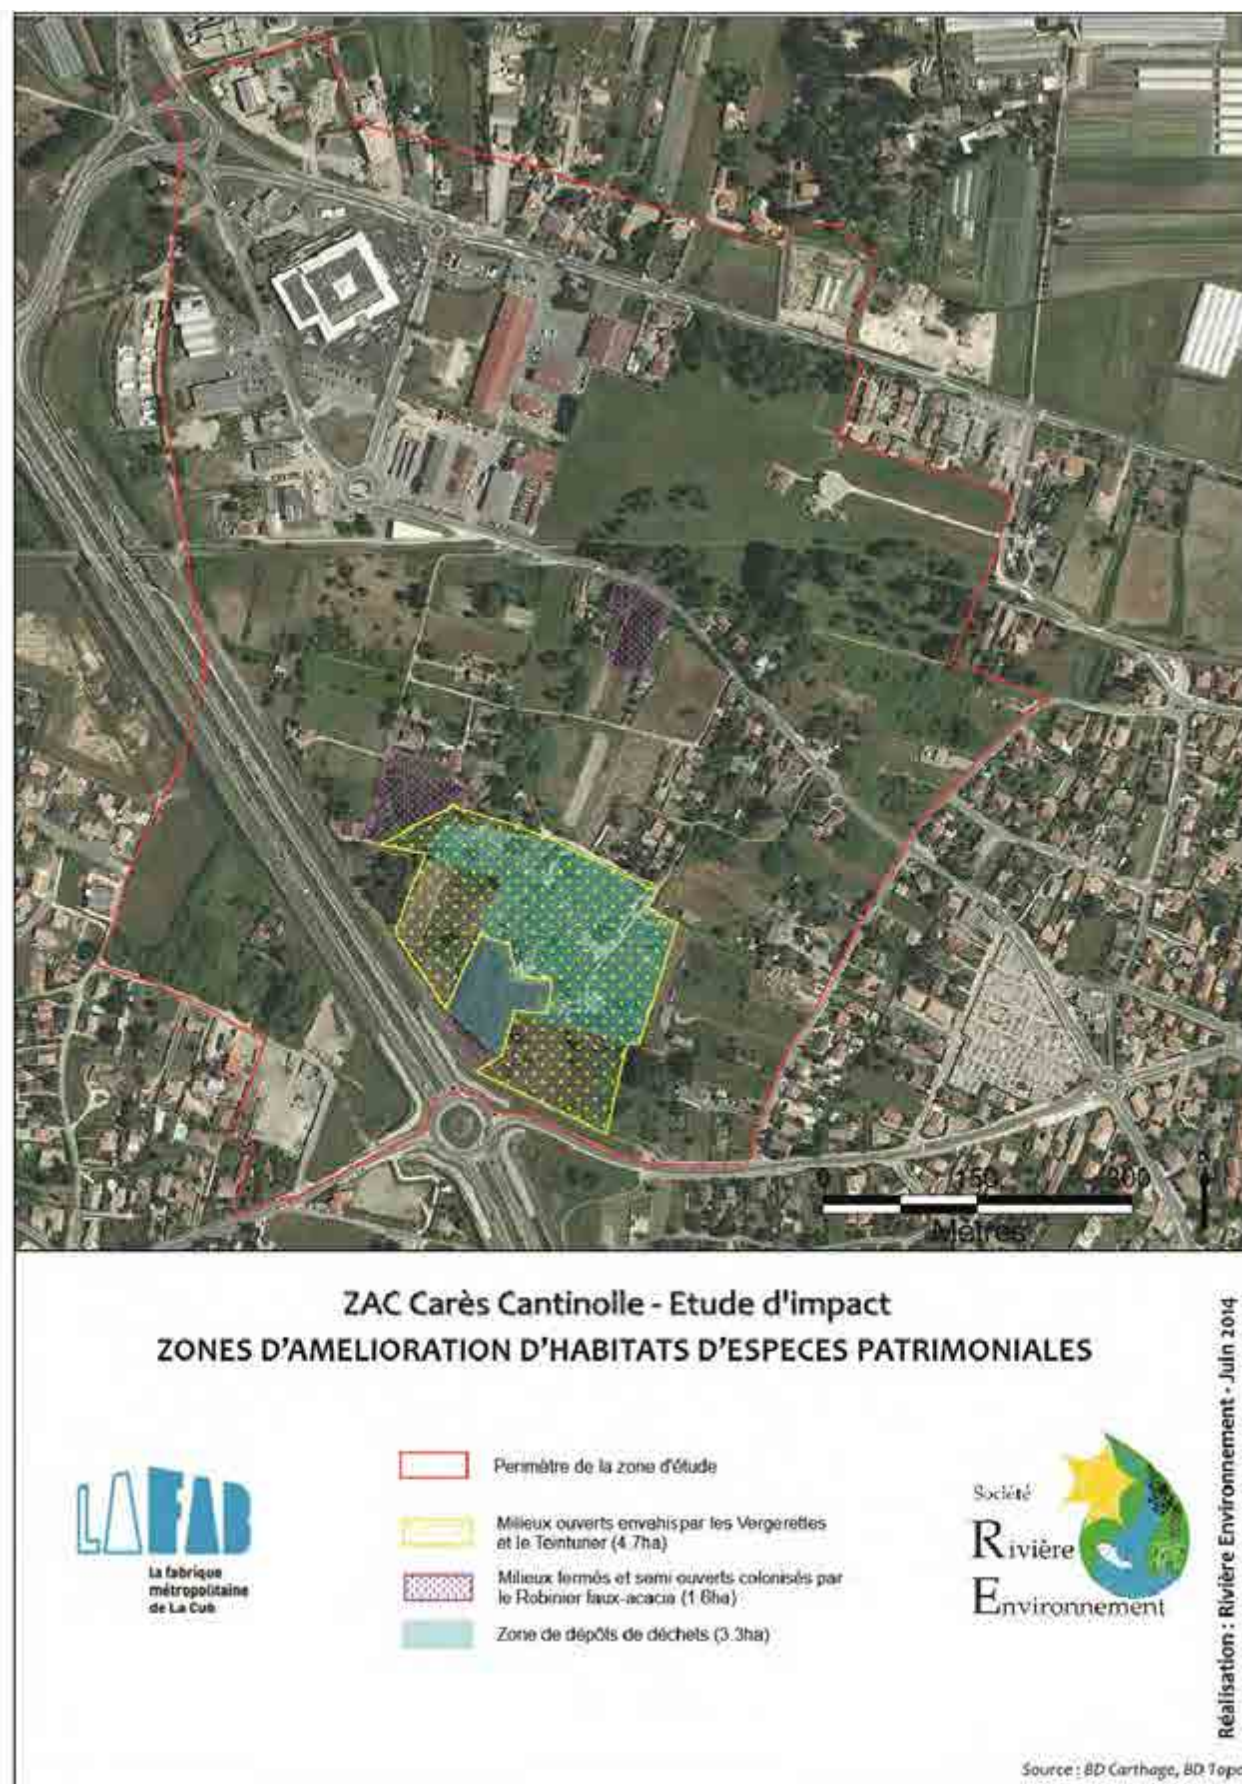 0 150 300
Mètres
ZAC Carès Cantinolle - Etude d'impact
ZONES D'AMELIORATION D'HABITATS D'ESPECES PATRIMONIALES
LAFAB
la fabrique
métropolitaine
de La Cub
Perimètre de la zone d'étude
Milieux ouverts envahis par les Vergerettes
et le Teinturier (4.7ha)
Milieux fermés et semi ouverts colonisés par
le Robinier faux-acacia (1.6ha)
Zone de dépôts de déchets (3.3ha)
Société
Rivière
Environnement
Réalisation : Rivière Environnement - Juin 2014
Source : BD Carthage, BD Topo